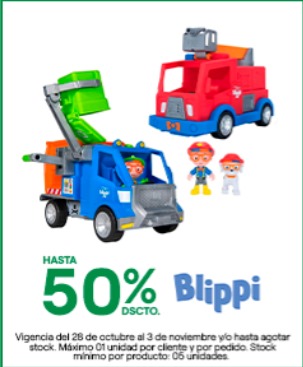 HASTA
50%
DSCTO.
Blippi
Vigencia del 28 de octubre al 3 de noviembre y/o hasta agotar
stock. Máximo 01 unidad por cliente y por pedido. Stock
mínimo por producto: 05 unidades.